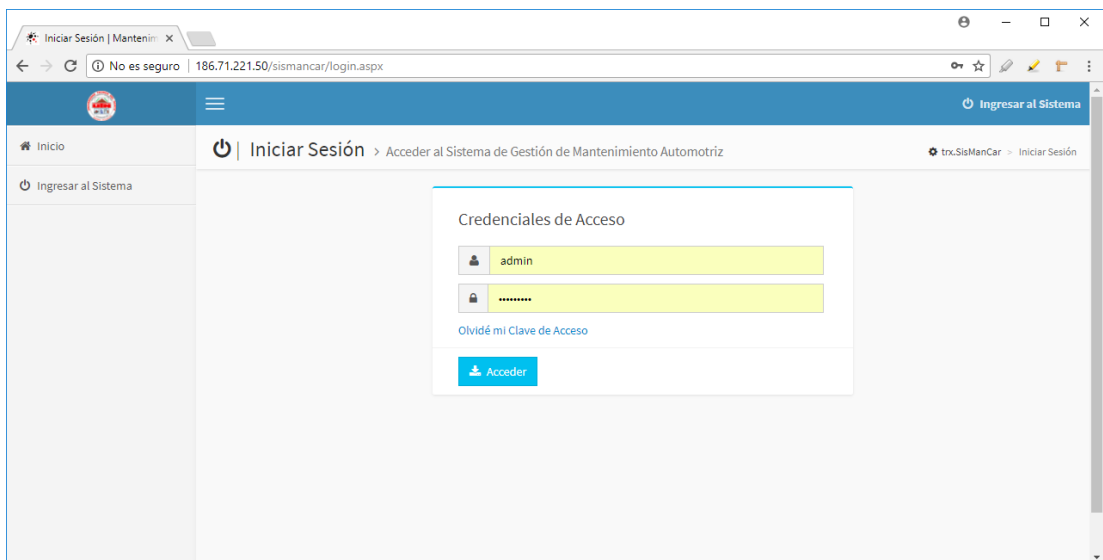 Iniciar Sesión | Mantenim
No es seguro | 186.71.221.50/sismancar/login.aspx
Ingresar al Sistema
Inicio
Iniciar Sesión > Acceder al Sistema de Gestión de Mantenimiento Automotriz
trx.SisManCar > Iniciar Sesión
Ingresar al Sistema
Credenciales de Acceso
admin
•••••••••
Olvidé mi Clave de Acceso
Acceder